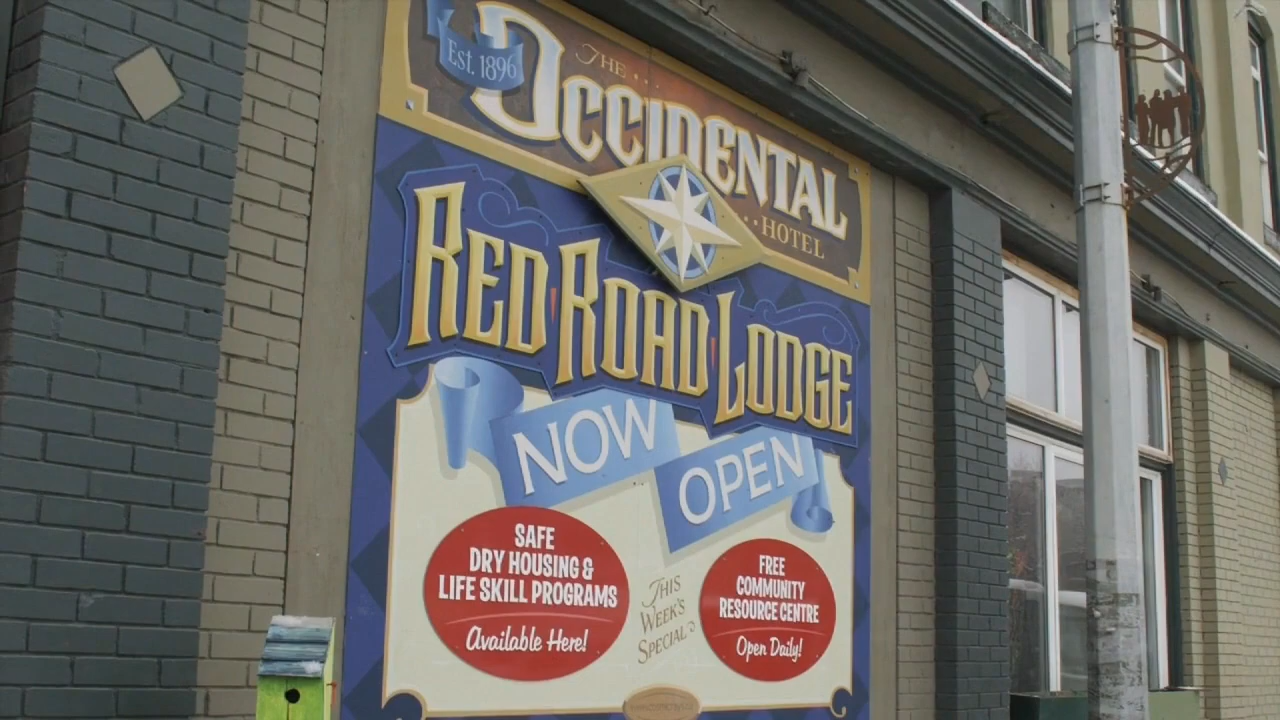 Est. 1896
THE
OCCIDENTAL
HOTEL
RED ROAD LODGE
NOW
OPEN
SAFE
DRY HOUSING &
LIFE SKILL PROGRAMS
Available Here!
THIS
WEEK'S
SPECIAL
FREE
COMMUNITY
RESOURCE CENTRE
Open Daily!